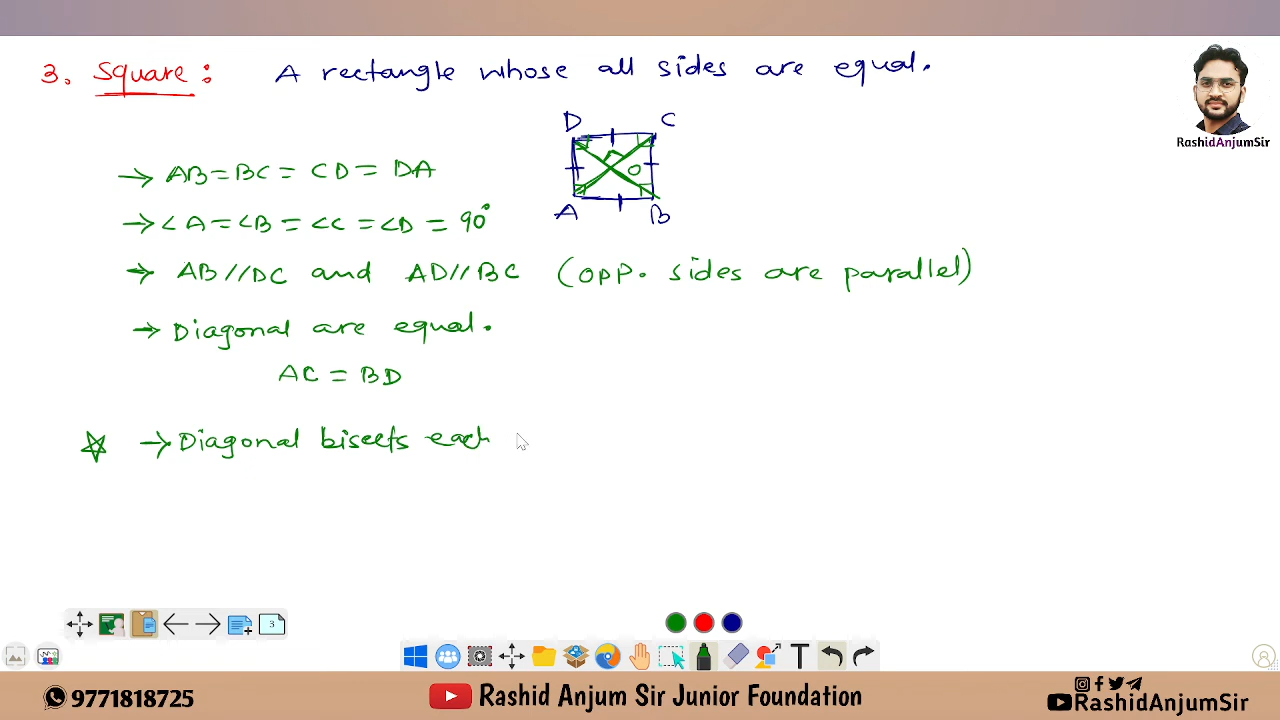 3. Square : A rectangle whose all sides are equal.
D C
O
A B
→ AB = BC = CD = DA
→ ∠A = ∠B = ∠C = ∠D = 90°
→ AB // DC and AD // BC (opp. sides are parallel)
→ Diagonal are equal.
AC = BD
☆ → Diagonal bisects each
RashidAnjumSir
3
T
9771818725
Rashid Anjum Sir Junior Foundation
RashidAnjumSir